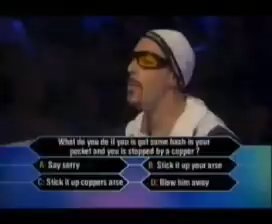 What do you do if you is got some hash in your
pocket and you is stopped by a copper ?
A: Say sorry
B: Stick it up your arse
C: Stick it up coppers arse
D: Blow him away